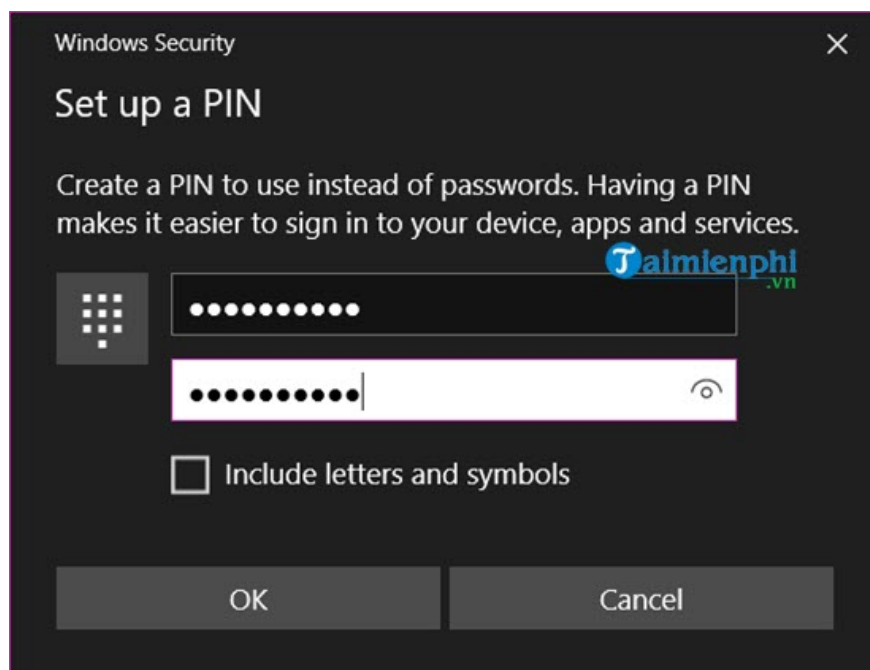 Windows Security
Set up a PIN
Create a PIN to use instead of passwords. Having a PIN
makes it easier to sign in to your device, apps and services.
Taimienphi
.vn
●●●●●●●●●●
●●●●●●●●●●
Include letters and symbols
OK Cancel